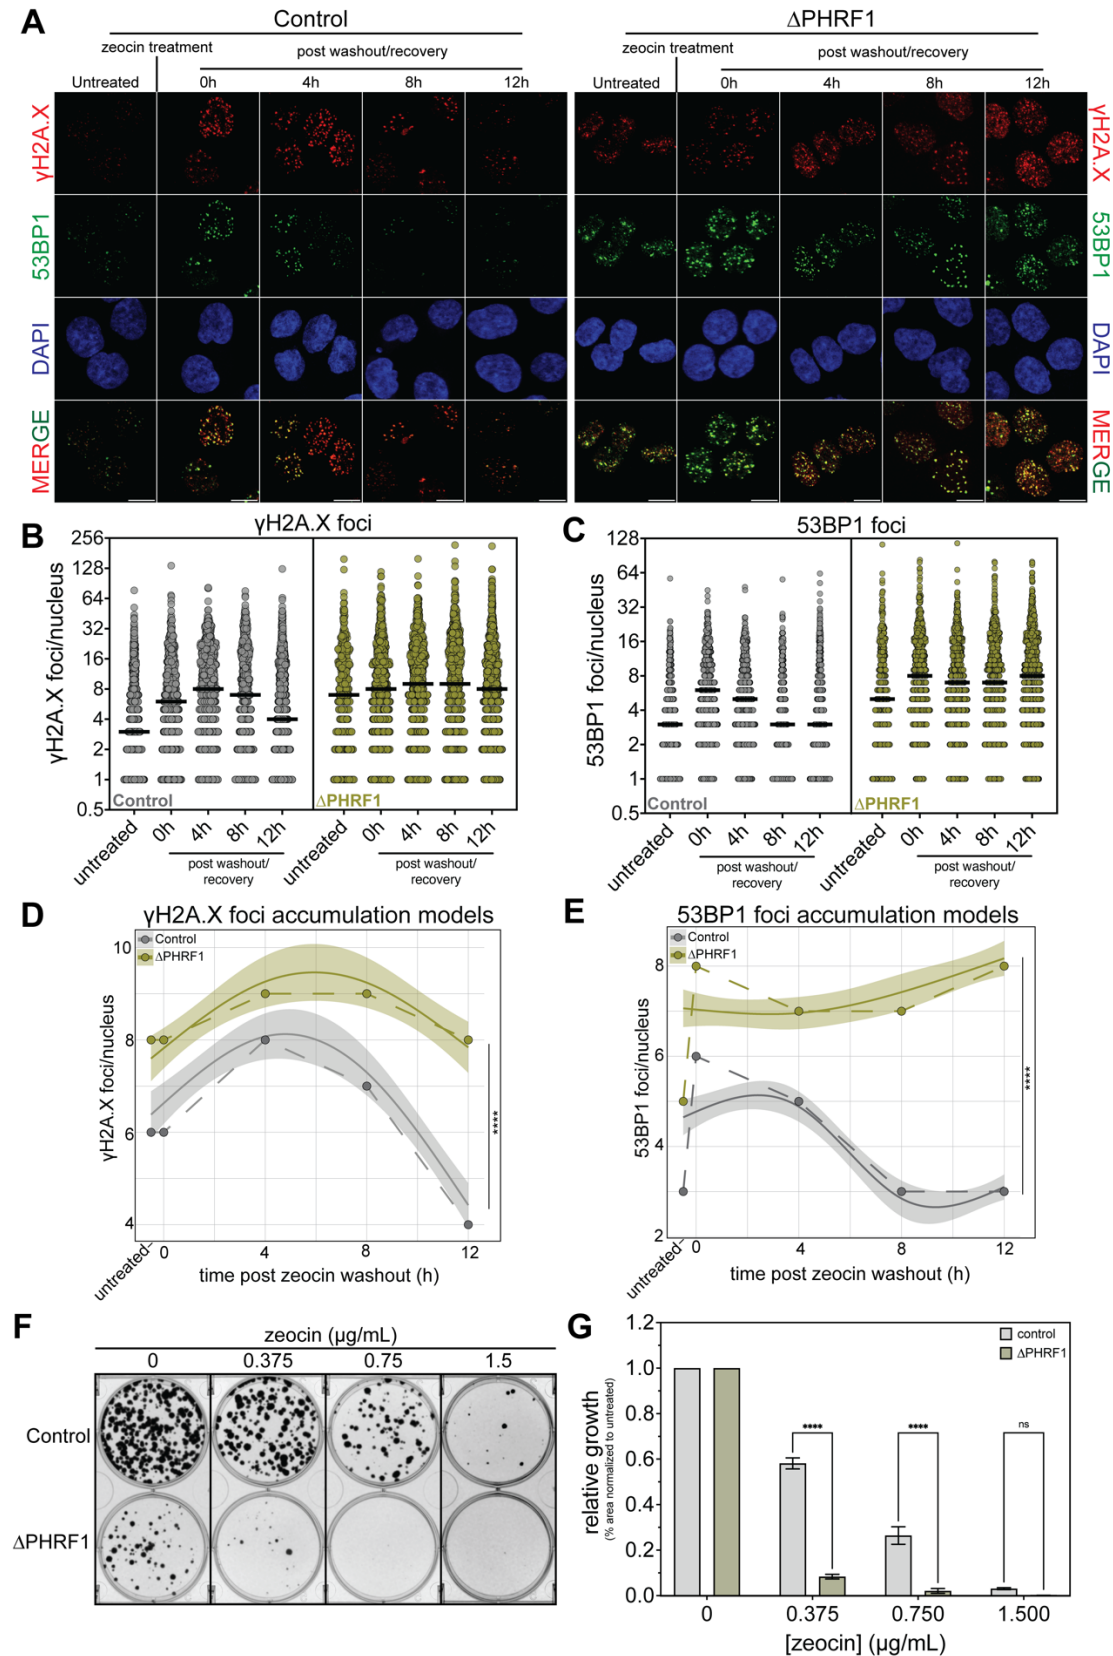 A
Control
ΔPHRF1
zeocin treatment
post washout/recovery
zeocin treatment
post washout/recovery
Untreated
0h
4h
8h
12h
Untreated
0h
4h
8h
12h
γH2A.X
γH2A.X
53BP1
53BP1
DAPI
DAPI
MERGE
MERGE
B
γH2A.X foci
γH2A.X foci/nucleus
256
128
64
32
16
8
4
2
1
0.5
Control
ΔPHRF1
untreated
0h
4h
8h
12h
untreated
0h
4h
8h
12h
post washout/
recovery
post washout/
recovery
C
53BP1 foci
53BP1 foci/nucleus
128
64
32
16
8
4
2
1
0.5
Control
ΔPHRF1
untreated
0h
4h
8h
12h
untreated
0h
4h
8h
12h
post washout/
recovery
post washout/
recovery
D
γH2A.X foci accumulation models
Control
ΔPHRF1
γH2A.X foci/nucleus
10
8
6
4
****
untreated
0
4
8
12
time post zeocin washout (h)
E
53BP1 foci accumulation models
Control
ΔPHRF1
53BP1 foci/nucleus
8
6
4
2
****
untreated
0
4
8
12
time post zeocin washout (h)
F
zeocin (μg/mL)
0
0.375
0.75
1.5
Control
ΔPHRF1
G
relative growth
(% area normalized to untreated)
1.2
1.0
0.8
0.6
0.4
0.2
0.0
control
ΔPHRF1
****
****
ns
0
0.375
0.750
1.500
[zeocin] (μg/mL)